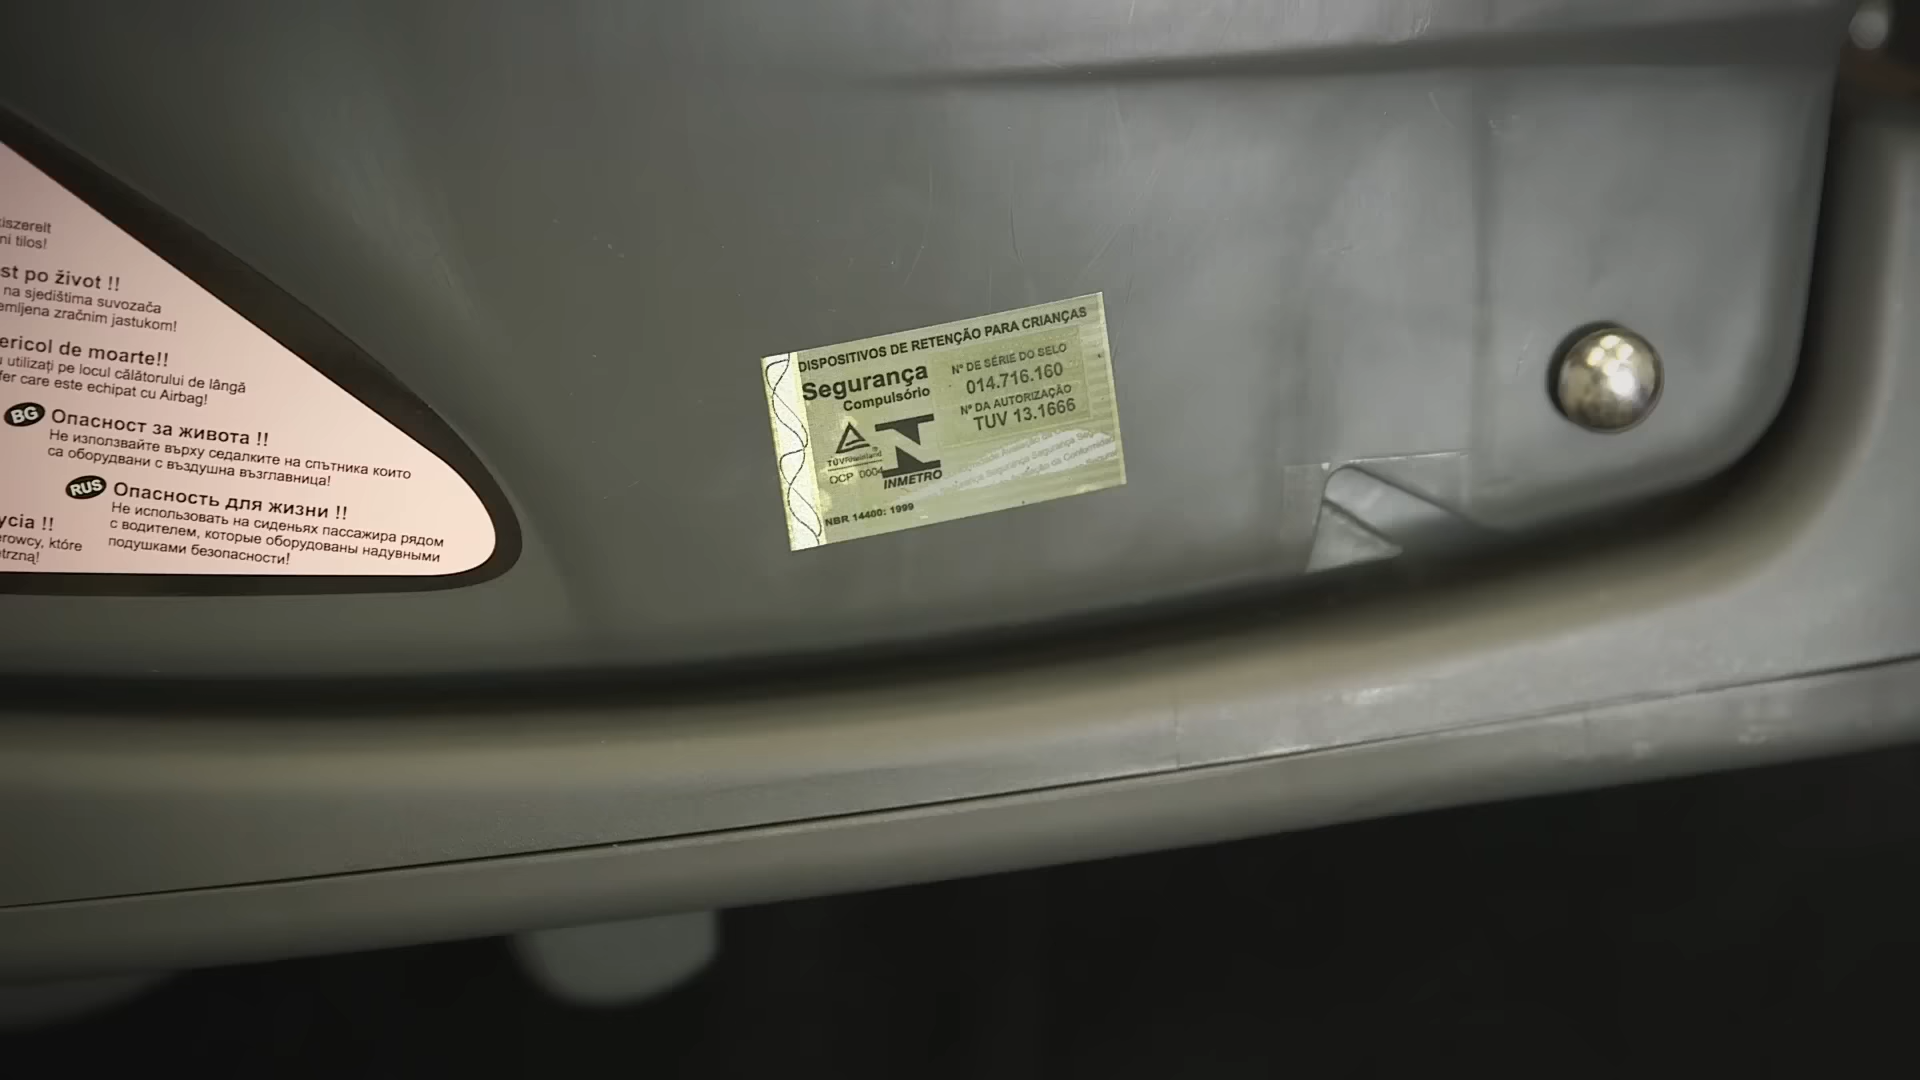 ni tilos!
st po život !!
na sjedištima suvozača
emljena zračnim jastukom!
ericol de moarte!!
utilizați pe locul călătorului de lângă
fer care este echipat cu Airbag!
BG Опасност за живота !!
Не използвайте върху седалките на спътника които
са оборудвани с въздушна възглавница!
RUS Опасность для жизни !!
Не использовать на сиденьях пассажира рядом
с водителем, которые оборудованы надувными
подушками безопасности!
ycia !!
erowcy, które
trzną!
DISPOSITIVOS DE RETENÇÃO PARA CRIANÇAS
Segurança
Compulsório
TÜVRheinland
OCP 0004
INMETRO
NBR 14400: 1999
Nº DE SÉRIE DO SELO
014.716.160
Nº DA AUTORIZAÇÃO
TUV 13.1666